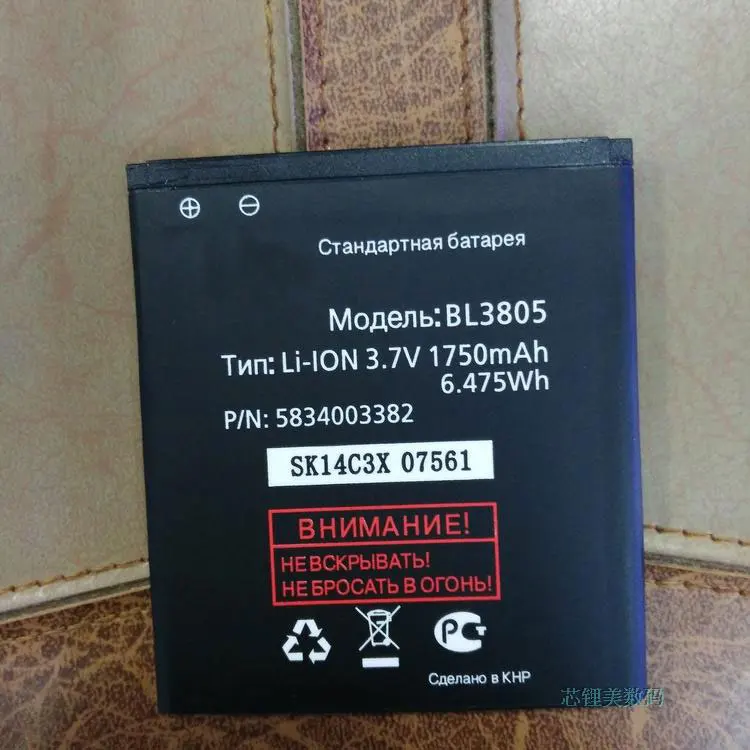 ⊕ ⊖
Стандартная батарея
Модель: BL3805
Тип: Li-ION 3.7V 1750mAh
6.475Wh
P/N: 5834003382
SK14C3X 07561
ВНИМАНИЕ!
НЕ ВСКРЫВАТЬ!
НЕ БРОСАТЬ В ОГОНЬ!
РСТ
Сделано в КНР
芯锂美数码